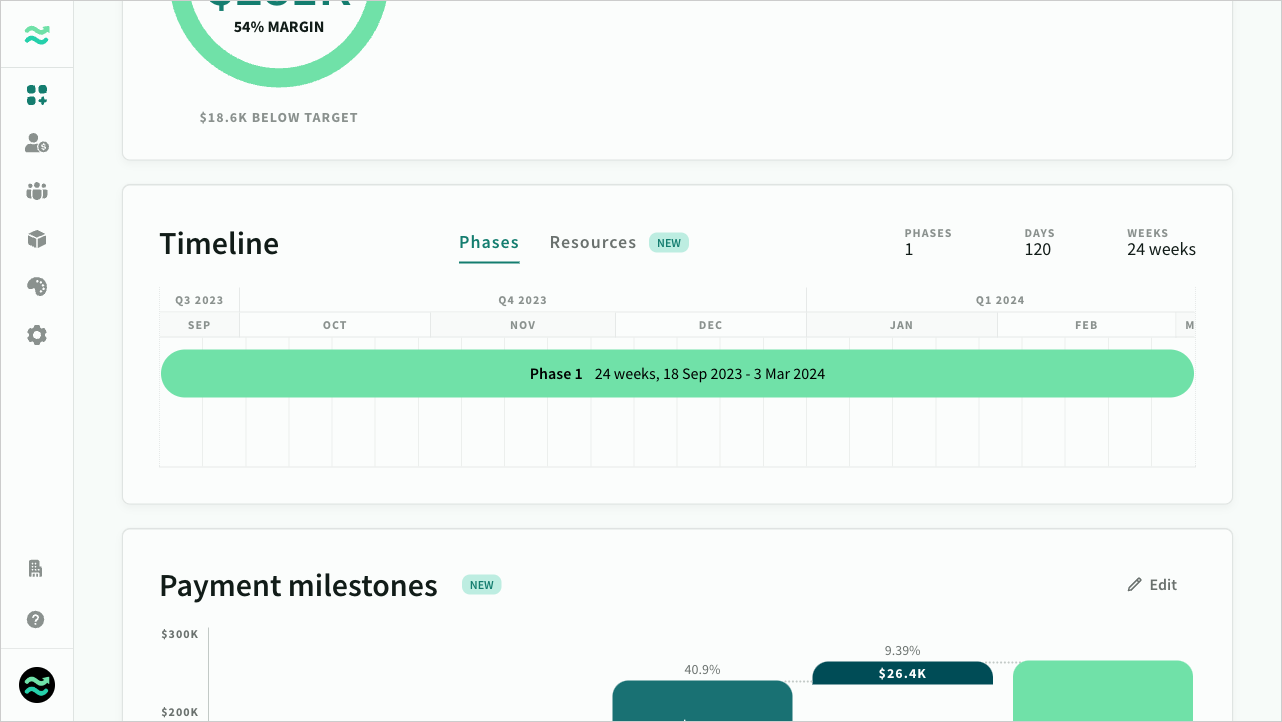 54% MARGIN
$18.6K BELOW TARGET
Timeline
Phases
Resources
NEW
PHASES
1
DAYS
120
WEEKS
24 weeks
Q3 2023
Q4 2023
Q1 2024
SEP
OCT
NOV
DEC
JAN
FEB
M
Phase 1 24 weeks, 18 Sep 2023 - 3 Mar 2024
Payment milestones
NEW
Edit
$300K
9.39%
40.9%
$26.4K
$200K